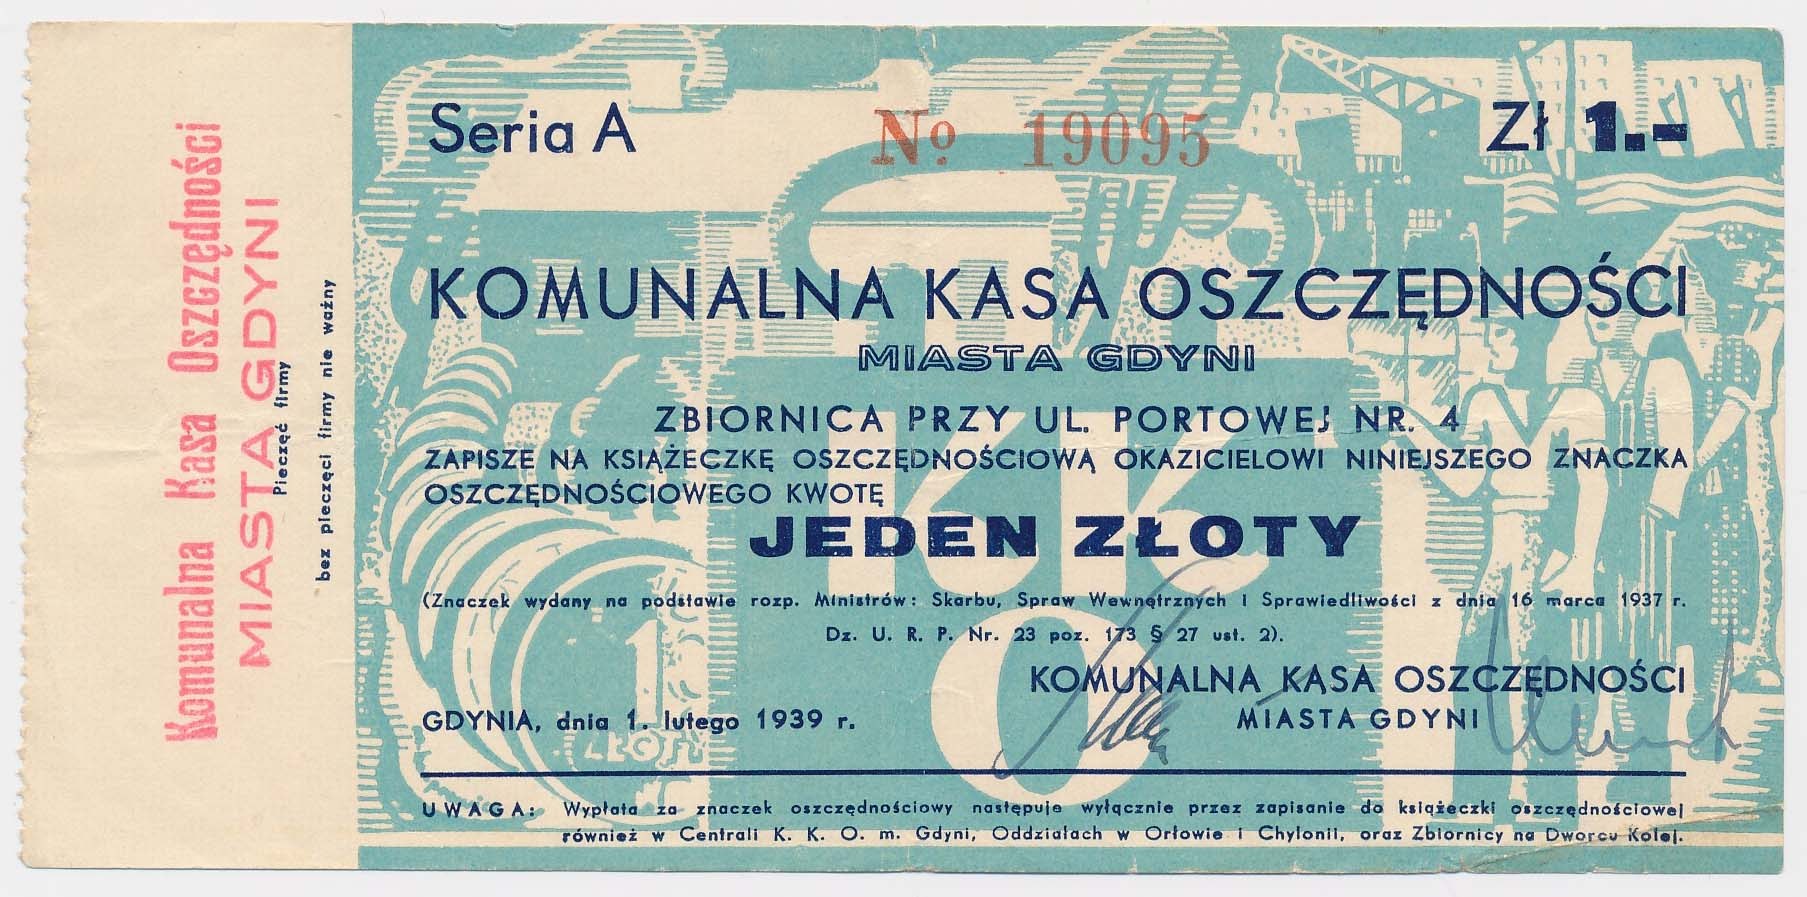 Komunalna Kasa Oszczędności
MIASTA GDYNI
Pieczęć firmy
bez pieczęci firmy nie ważny
Seria A
No 19095
Zł 1.-
KOMUNALNA KASA OSZCZĘDNOŚCI
MIASTA GDYNI
ZBIORNICA PRZY UL. PORTOWEJ NR. 4
ZAPISZE NA KSIĄŻECZKĘ OSZCZĘDNOŚCIOWĄ OKAZICIELOWI NINIEJSZEGO ZNACZKA
OSZCZĘDNOŚCIOWEGO KWOTĘ
JEDEN ZŁOTY
KK
O
1
ZŁOTY
(Znaczek wydany na podstawie rozp. Ministrów: Skarbu, Spraw Wewnętrznych i Sprawiedliwości z dnia 16 marca 1937 r.
Dz. U. R. P. Nr. 23 poz. 173 § 27 ust. 2).
KOMUNALNA KASA OSZCZĘDNOŚCI
MIASTA GDYNI
GDYNIA, dnia 1. lutego 1939 r.
UWAGA: Wypłata za znaczek oszczędnościowy następuje wyłącznie przez zapisanie do książeczki oszczędnościowej
również w Centrali K. K. O. m. Gdyni, Oddziałach w Orłowie i Chylonii, oraz Zbiornicy na Dworcu Kolej.